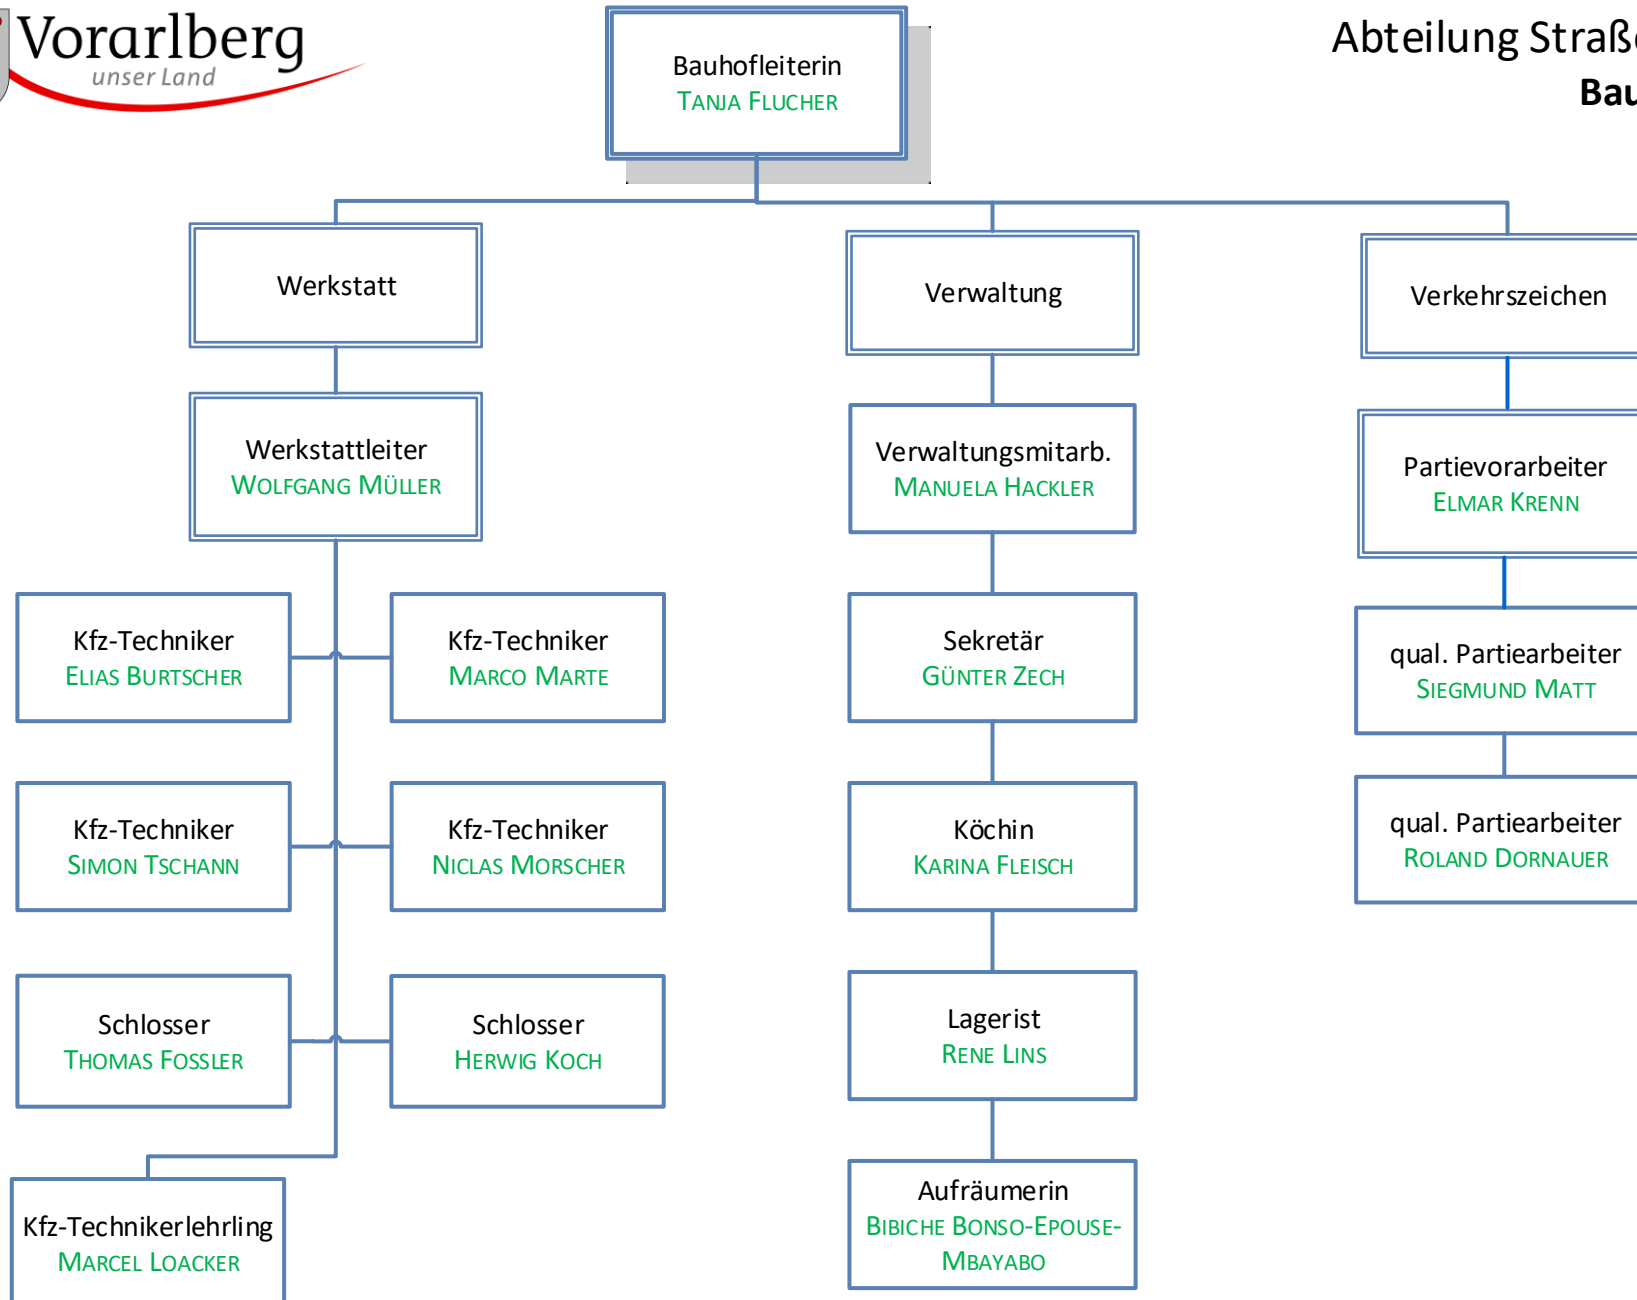 Vorarlberg
unser Land
Abteilung Straße
Bau
Bauhofleiterin
TANJA FLUCHER
Werkstatt
Verwaltung
Verkehrszeichen
Werkstattleiter
WOLFGANG MÜLLER
Verwaltungsmitarb.
MANUELA HACKLER
Partievorarbeiter
ELMAR KRENN
Kfz-Techniker
ELIAS BURTSCHER
Kfz-Techniker
MARCO MARTE
Sekretär
GÜNTER ZECH
qual. Partiearbeiter
SIEGMUND MATT
Kfz-Techniker
SIMON TSCHANN
Kfz-Techniker
NICLAS MORSCHER
Köchin
KARINA FLEISCH
qual. Partiearbeiter
ROLAND DORNAUER
Schlosser
THOMAS FOSSLER
Schlosser
HERWIG KOCH
Lagerist
RENE LINS
Kfz-Technikerlehrling
MARCEL LOACKER
Aufräumerin
BIBICHE BONSO-EPOUSE-
MBAYABO